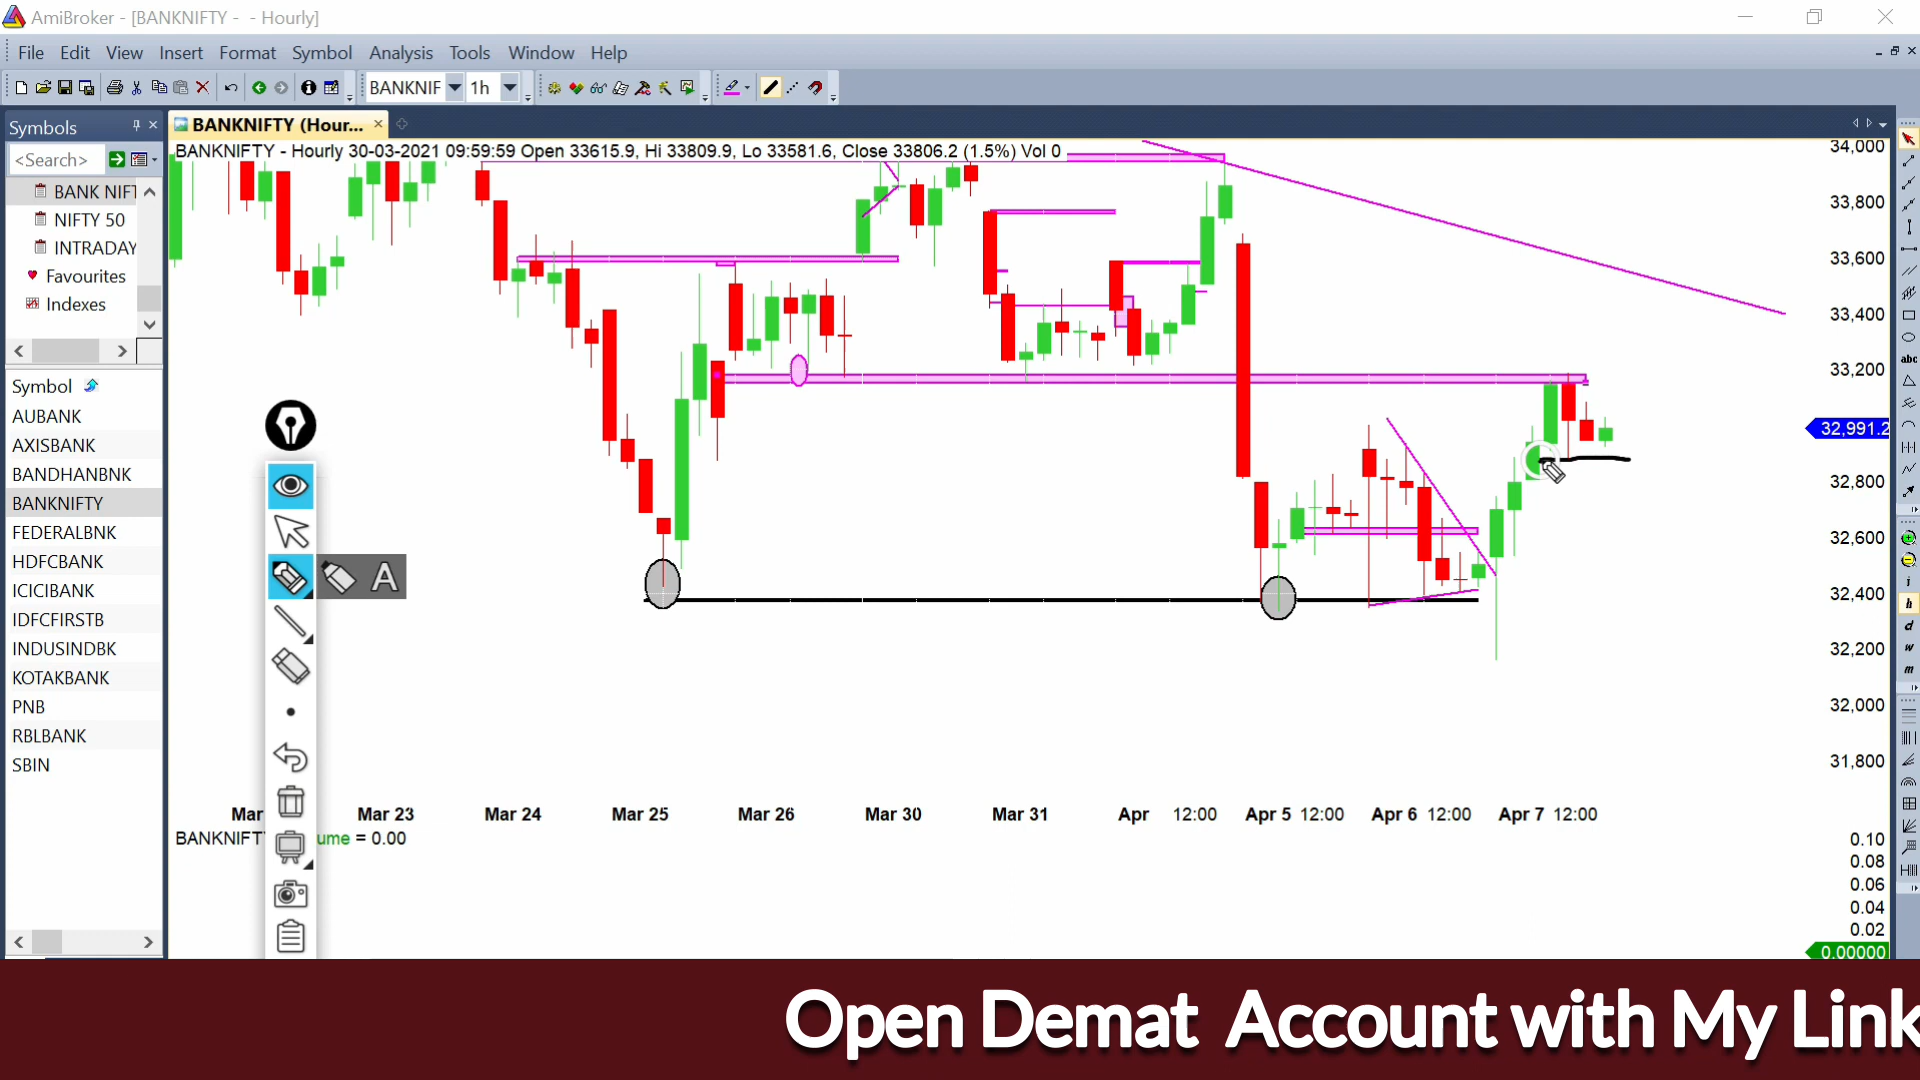 AmiBroker - [BANKNIFTY - - Hourly]
File Edit View Insert Format Symbol Analysis Tools Window Help
BANKNIF 1h
Symbols
BANKNIFTY (Hour...
<Search>
BANKNIFTY - Hourly 30-03-2021 09:59:59 Open 33615.9, Hi 33809.9, Lo 33581.6, Close 33806.2 (1.5%) Vol 0
BANK NIFT
NIFTY 50
INTRADAY
Favourites
Indexes
Symbol
AUBANK
AXISBANK
BANDHANBNK
BANKNIFTY
FEDERALBNK
HDFCBANK
ICICIBANK
IDFCFIRSTB
INDUSINDBK
KOTAKBANK
PNB
RBLBANK
SBIN
A
34,000
33,800
33,600
33,400
33,200
32,991.2
32,800
32,600
32,400
32,200
32,000
31,800
abc
i
h
d
w
m
Mar Mar 23 Mar 24 Mar 25 Mar 26 Mar 30 Mar 31 Apr 12:00 Apr 5 12:00 Apr 6 12:00 Apr 7 12:00
BANKNIFT ume = 0.00
0.10
0.08
0.06
0.04
0.02
0.00000
Open Demat Account with My Link